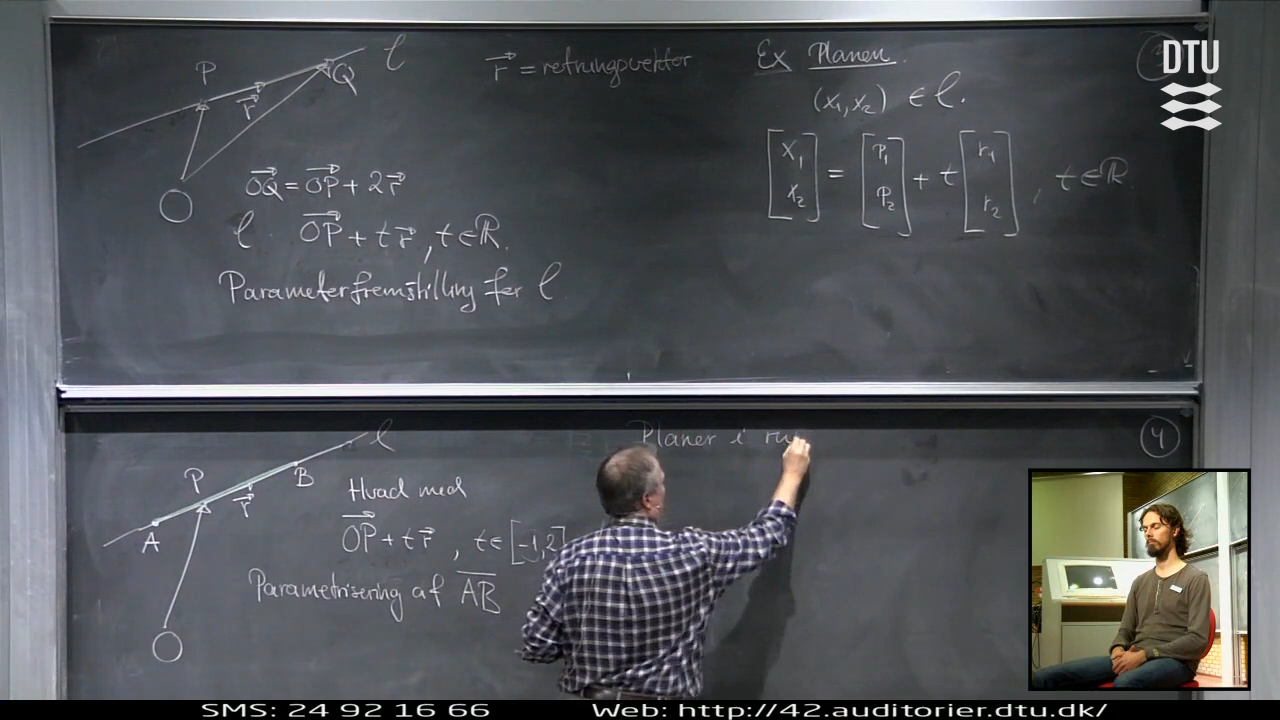 P
Q
l
r⃗
O
r⃗ = retningsvektor
OQ⃗ = OP⃗ + 2r⃗
l OP⃗ + t r⃗ , t ∈ ℝ.
Parameterfremstilling for l
Ex Planen
(x₁, x₂) ∈ l.
[x₁ x₂] = [p₁ p₂] + t [r₁ r₂] , t ∈ ℝ.
DTU
l
P
B
r⃗
A
O
Hvad med
OP⃗ + t r⃗ , t ∈ [-1, 2]
Parametrisering af A̅B̅
Planer i ru
4
SMS: 24 92 16 66 Web: http://42.auditorier.dtu.dk/